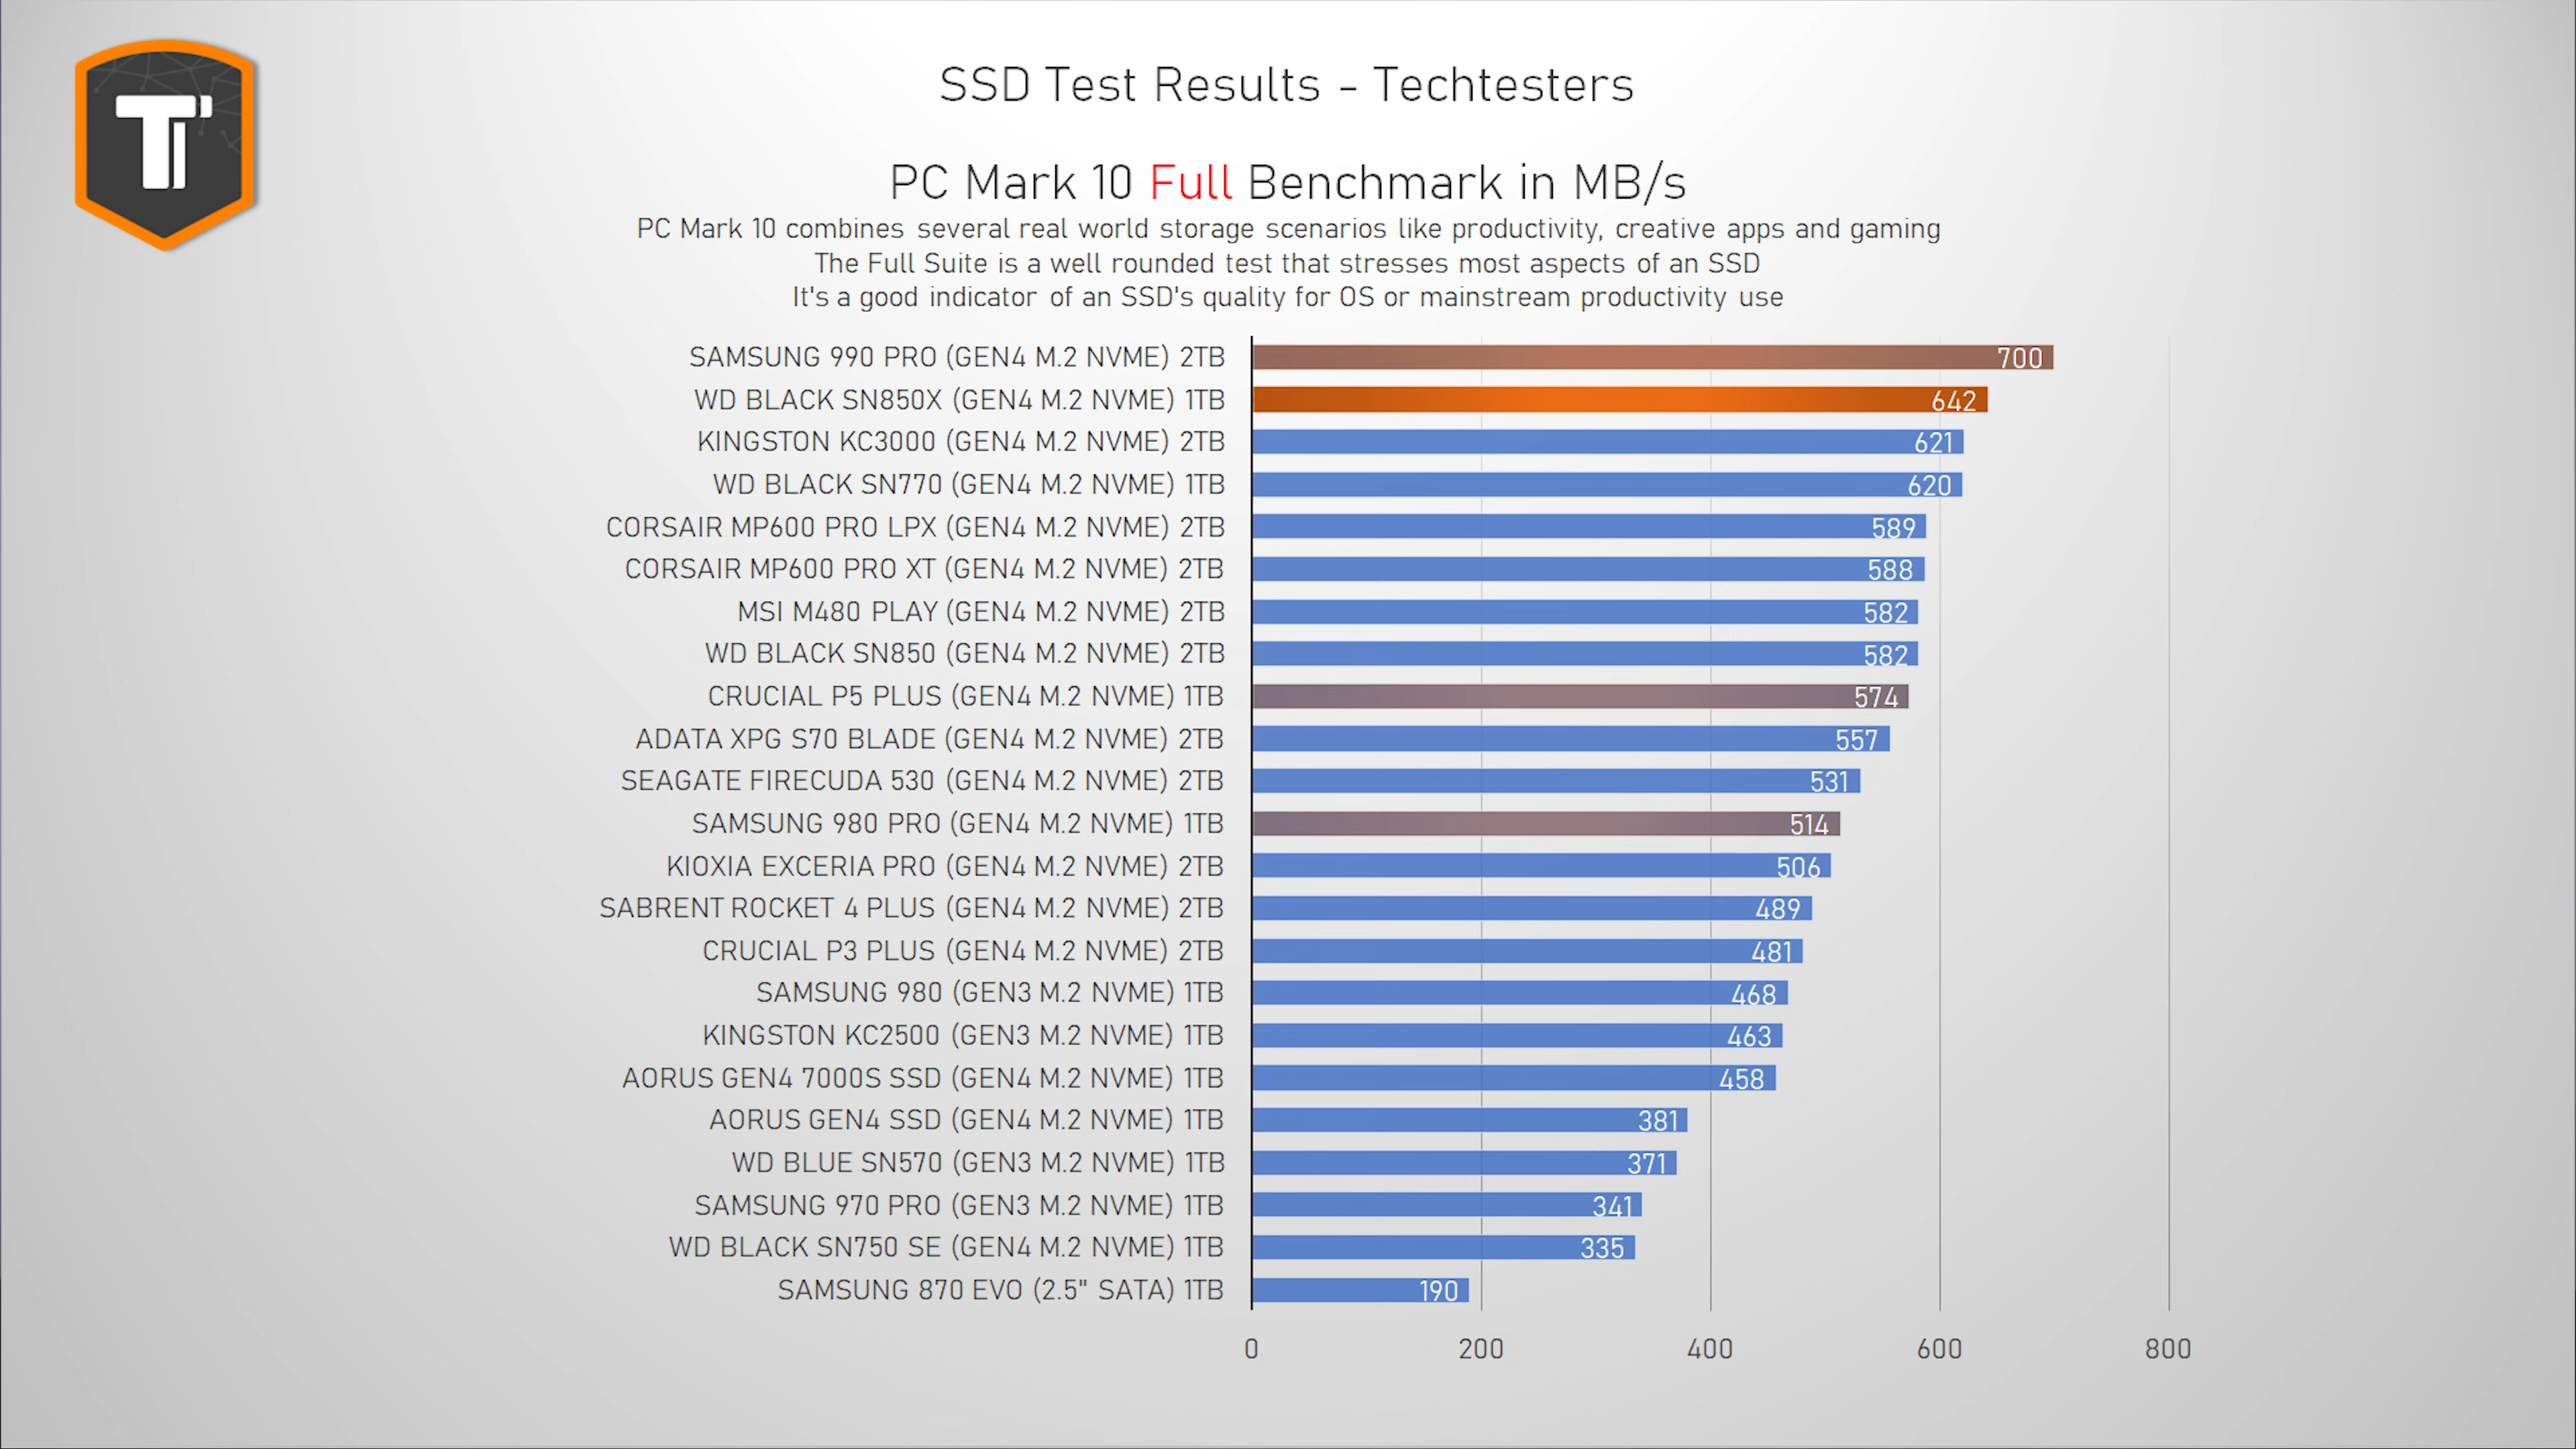 SSD Test Results - Techtesters
PC Mark 10 Full Benchmark in MB/s
PC Mark 10 combines several real world storage scenarios like productivity, creative apps and gaming
The Full Suite is a well rounded test that stresses most aspects of an SSD
It's a good indicator of an SSD's quality for OS or mainstream productivity use
SAMSUNG 990 PRO (GEN4 M.2 NVME) 2TB 700
WD BLACK SN850X (GEN4 M.2 NVME) 1TB 642
KINGSTON KC3000 (GEN4 M.2 NVME) 2TB 621
WD BLACK SN770 (GEN4 M.2 NVME) 1TB 620
CORSAIR MP600 PRO LPX (GEN4 M.2 NVME) 2TB 589
CORSAIR MP600 PRO XT (GEN4 M.2 NVME) 2TB 588
MSI M480 PLAY (GEN4 M.2 NVME) 2TB 582
WD BLACK SN850 (GEN4 M.2 NVME) 2TB 582
CRUCIAL P5 PLUS (GEN4 M.2 NVME) 1TB 574
ADATA XPG S70 BLADE (GEN4 M.2 NVME) 2TB 557
SEAGATE FIRECUDA 530 (GEN4 M.2 NVME) 2TB 531
SAMSUNG 980 PRO (GEN4 M.2 NVME) 1TB 514
KIOXIA EXCERIA PRO (GEN4 M.2 NVME) 2TB 506
SABRENT ROCKET 4 PLUS (GEN4 M.2 NVME) 2TB 489
CRUCIAL P3 PLUS (GEN4 M.2 NVME) 2TB 481
SAMSUNG 980 (GEN3 M.2 NVME) 1TB 468
KINGSTON KC2500 (GEN3 M.2 NVME) 1TB 463
AORUS GEN4 7000S SSD (GEN4 M.2 NVME) 1TB 458
AORUS GEN4 SSD (GEN4 M.2 NVME) 1TB 381
WD BLUE SN570 (GEN3 M.2 NVME) 1TB 371
SAMSUNG 970 PRO (GEN3 M.2 NVME) 1TB 341
WD BLACK SN750 SE (GEN4 M.2 NVME) 1TB 335
SAMSUNG 870 EVO (2.5" SATA) 1TB 190
0 200 400 600 800